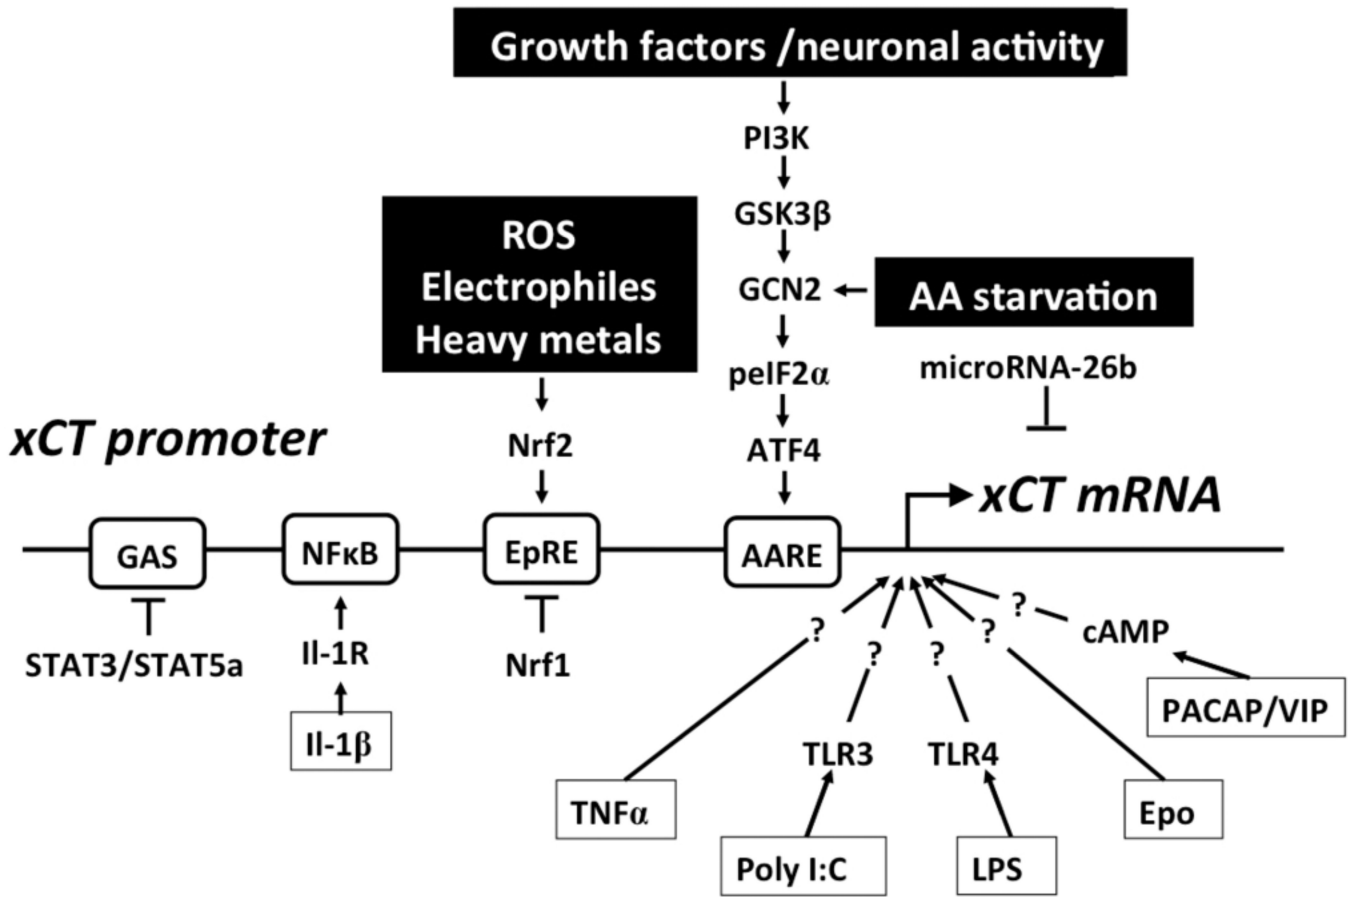 Growth factors /neuronal activity
PI3K
GSK3β
ROS
Electrophiles
Heavy metals
GCN2
AA starvation
peIF2α
microRNA-26b
xCT promoter
Nrf2
ATF4
xCT mRNA
GAS
NFκB
EpRE
AARE
STAT3/STAT5a
Il-1R
Nrf1
?
?
?
?
?
cAMP
Il-1β
PACAP/VIP
TLR3
TLR4
TNFα
Epo
Poly I:C
LPS